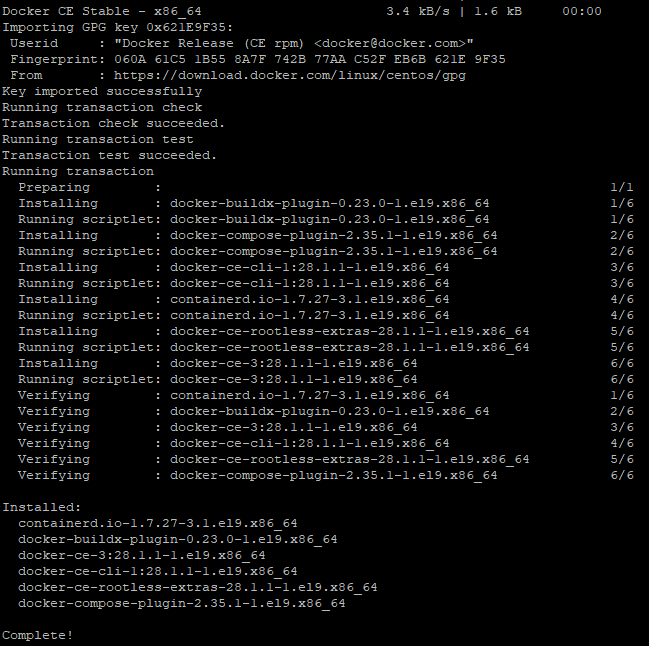 Docker CE Stable - x86_64                       3.4 kB/s | 1.6 kB     00:00
Importing GPG key 0x621E9F35:
 Userid     : "Docker Release (CE rpm) <docker@docker.com>"
 Fingerprint: 060A 61C5 1B55 8A7F 742B 77AA C52F EB6B 621E 9F35
 From       : https://download.docker.com/linux/centos/gpg
Key imported successfully
Running transaction check
Transaction check succeeded.
Running transaction test
Transaction test succeeded.
Running transaction
  Preparing        :                                                        1/1
  Installing       : docker-buildx-plugin-0.23.0-1.el9.x86_64               1/6
  Running scriptlet: docker-buildx-plugin-0.23.0-1.el9.x86_64               1/6
  Installing       : docker-compose-plugin-2.35.1-1.el9.x86_64              2/6
  Running scriptlet: docker-compose-plugin-2.35.1-1.el9.x86_64              2/6
  Installing       : docker-ce-cli-1:28.1.1-1.el9.x86_64                    3/6
  Running scriptlet: docker-ce-cli-1:28.1.1-1.el9.x86_64                    3/6
  Installing       : containerd.io-1.7.27-3.1.el9.x86_64                    4/6
  Running scriptlet: containerd.io-1.7.27-3.1.el9.x86_64                    4/6
  Installing       : docker-ce-rootless-extras-28.1.1-1.el9.x86_64          5/6
  Running scriptlet: docker-ce-rootless-extras-28.1.1-1.el9.x86_64          5/6
  Installing       : docker-ce-3:28.1.1-1.el9.x86_64                        6/6
  Running scriptlet: docker-ce-3:28.1.1-1.el9.x86_64                        6/6
  Verifying        : containerd.io-1.7.27-3.1.el9.x86_64                    1/6
  Verifying        : docker-buildx-plugin-0.23.0-1.el9.x86_64               2/6
  Verifying        : docker-ce-3:28.1.1-1.el9.x86_64                        3/6
  Verifying        : docker-ce-cli-1:28.1.1-1.el9.x86_64                    4/6
  Verifying        : docker-ce-rootless-extras-28.1.1-1.el9.x86_64          5/6
  Verifying        : docker-compose-plugin-2.35.1-1.el9.x86_64              6/6

Installed:
  containerd.io-1.7.27-3.1.el9.x86_64
  docker-buildx-plugin-0.23.0-1.el9.x86_64
  docker-ce-3:28.1.1-1.el9.x86_64
  docker-ce-cli-1:28.1.1-1.el9.x86_64
  docker-ce-rootless-extras-28.1.1-1.el9.x86_64
  docker-compose-plugin-2.35.1-1.el9.x86_64

Complete!